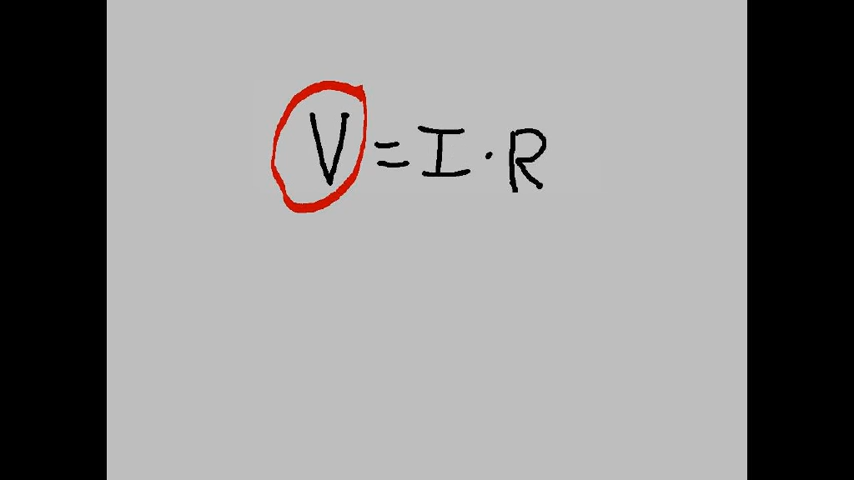 V = I · R